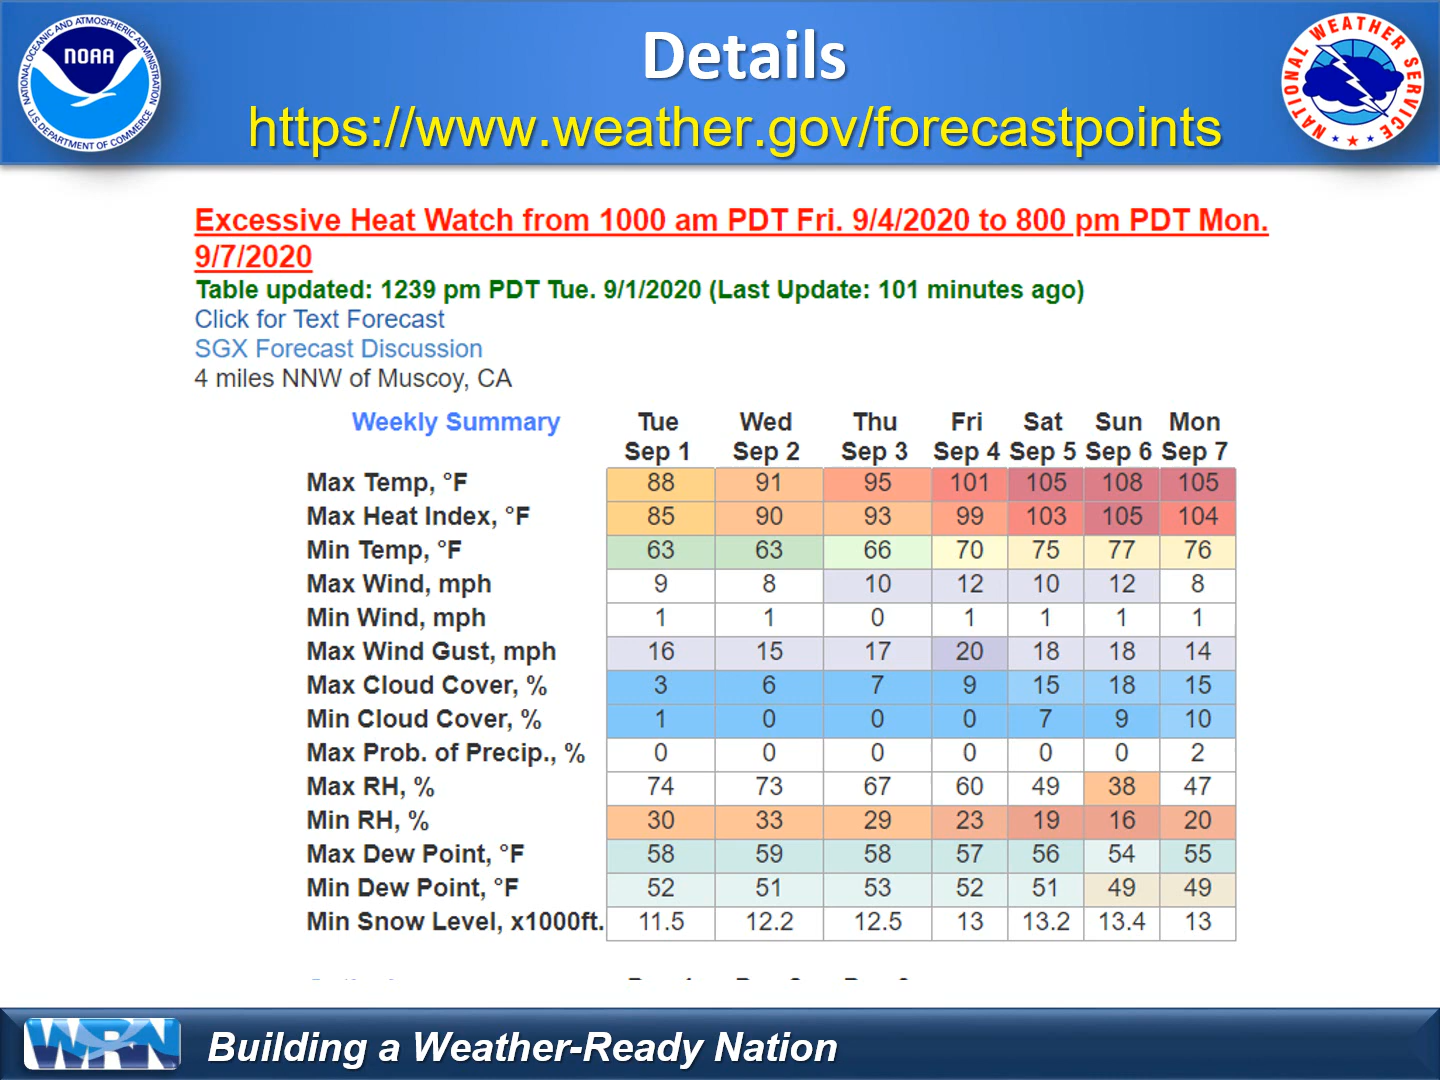 Details
https://www.weather.gov/forecastpoints
NATIONAL OCEANIC AND ATMOSPHERIC ADMINISTRATION
NOAA
U.S. DEPARTMENT OF COMMERCE
NATIONAL WEATHER SERVICE
Excessive Heat Watch from 1000 am PDT Fri. 9/4/2020 to 800 pm PDT Mon.
9/7/2020
Table updated: 1239 pm PDT Tue. 9/1/2020 (Last Update: 101 minutes ago)
Click for Text Forecast
SGX Forecast Discussion
4 miles NNW of Muscoy, CA
Weekly Summary Tue Wed Thu Fri Sat Sun Mon
Sep 1 Sep 2 Sep 3 Sep 4 Sep 5 Sep 6 Sep 7
Max Temp, °F 88 91 95 101 105 108 105
Max Heat Index, °F 85 90 93 99 103 105 104
Min Temp, °F 63 63 66 70 75 77 76
Max Wind, mph 9 8 10 12 10 12 8
Min Wind, mph 1 1 0 1 1 1 1
Max Wind Gust, mph 16 15 17 20 18 18 14
Max Cloud Cover, % 3 6 7 9 15 18 15
Min Cloud Cover, % 1 0 0 0 7 9 10
Max Prob. of Precip., % 0 0 0 0 0 0 2
Max RH, % 74 73 67 60 49 38 47
Min RH, % 30 33 29 23 19 16 20
Max Dew Point, °F 58 59 58 57 56 54 55
Min Dew Point, °F 52 51 53 52 51 49 49
Min Snow Level, x1000ft. 11.5 12.2 12.5 13 13.2 13.4 13
WRN
Building a Weather-Ready Nation